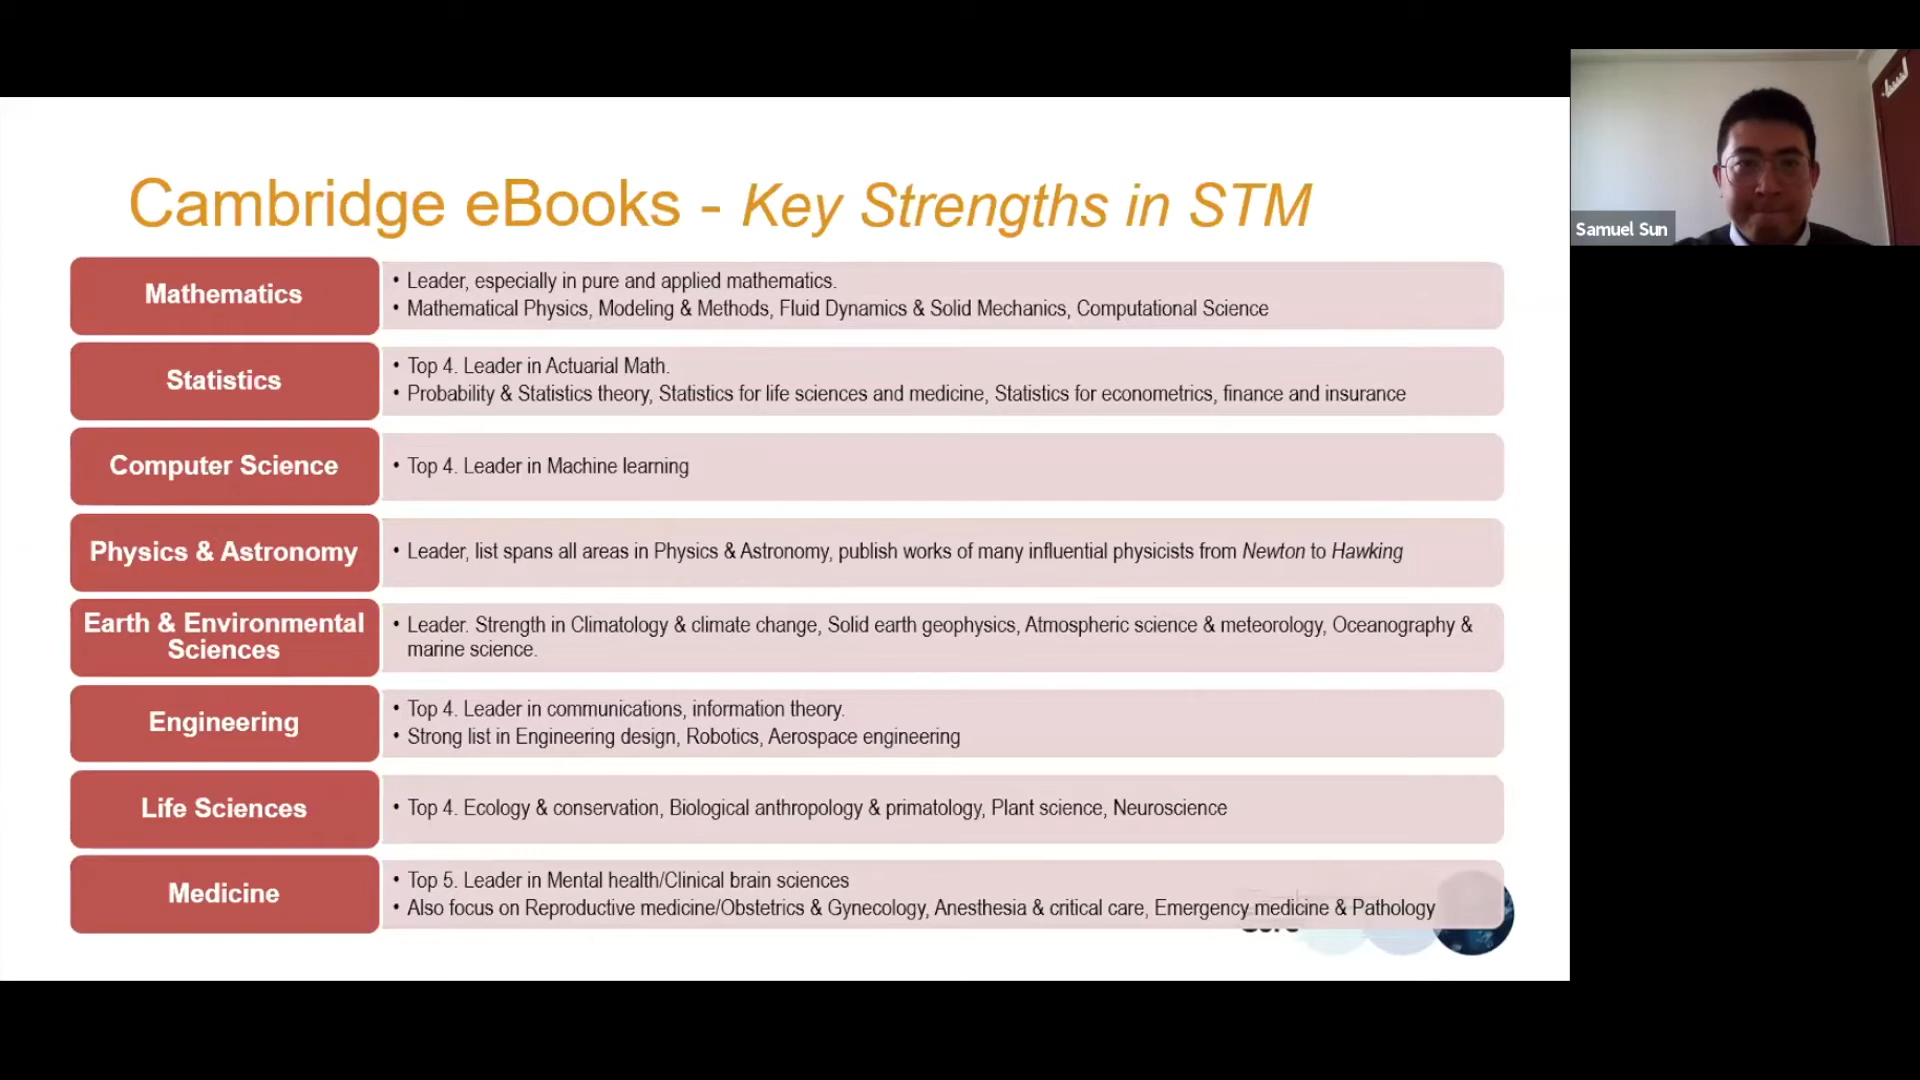 Cambridge eBooks - Key Strengths in STM
Samuel Sun
Mathematics
• Leader, especially in pure and applied mathematics.
• Mathematical Physics, Modeling & Methods, Fluid Dynamics & Solid Mechanics, Computational Science
Statistics
• Top 4. Leader in Actuarial Math.
• Probability & Statistics theory, Statistics for life sciences and medicine, Statistics for econometrics, finance and insurance
Computer Science
• Top 4. Leader in Machine learning
Physics & Astronomy
• Leader, list spans all areas in Physics & Astronomy, publish works of many influential physicists from Newton to Hawking
Earth & Environmental
Sciences
• Leader. Strength in Climatology & climate change, Solid earth geophysics, Atmospheric science & meteorology, Oceanography &
marine science.
Engineering
• Top 4. Leader in communications, information theory.
• Strong list in Engineering design, Robotics, Aerospace engineering
Life Sciences
• Top 4. Ecology & conservation, Biological anthropology & primatology, Plant science, Neuroscience
Medicine
• Top 5. Leader in Mental health/Clinical brain sciences
• Also focus on Reproductive medicine/Obstetrics & Gynecology, Anesthesia & critical care, Emergency medicine & Pathology